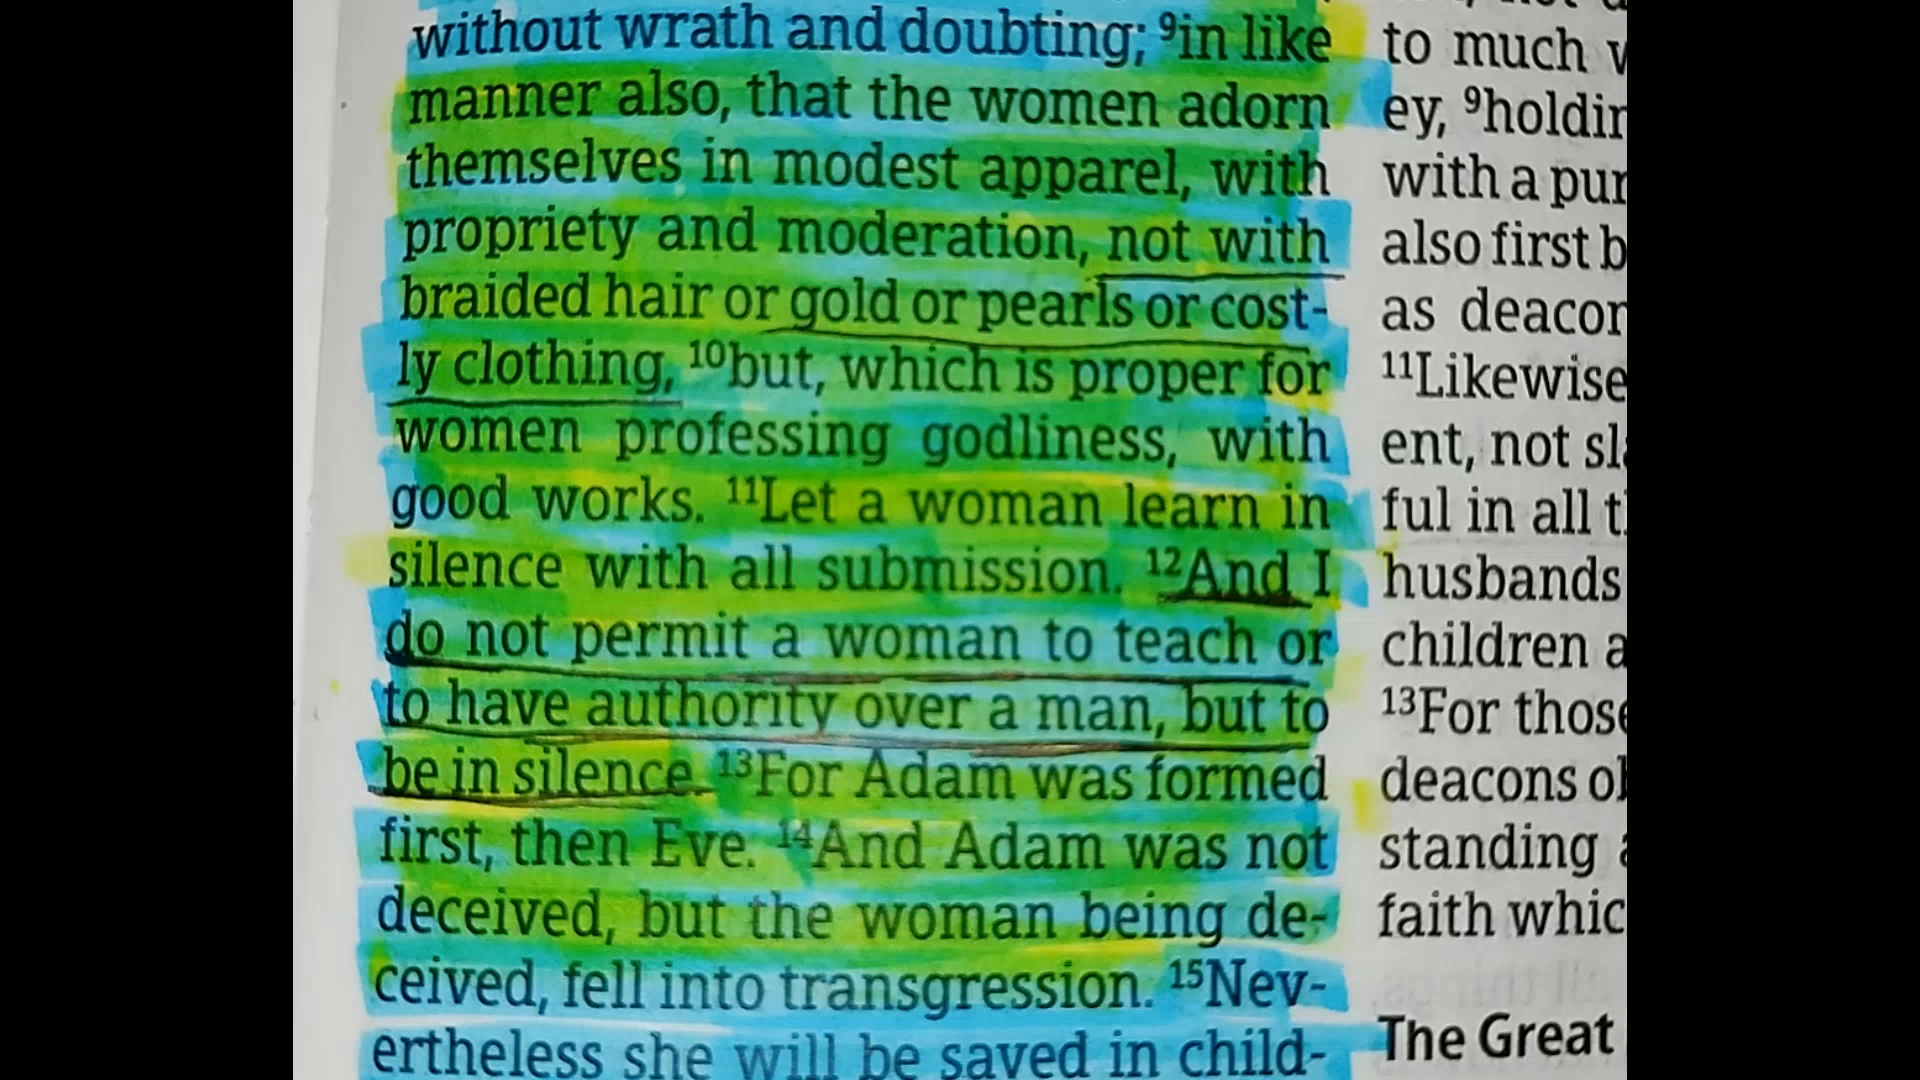 without wrath and doubting; ⁹in like
manner also, that the women adorn
themselves in modest apparel, with
propriety and moderation, not with
braided hair or gold or pearls or cost-
ly clothing, ¹⁰but, which is proper for
women professing godliness, with
good works. ¹¹Let a woman learn in
silence with all submission. ¹²And I
do not permit a woman to teach or
to have authority over a man, but to
be in silence. ¹³For Adam was formed
first, then Eve. ¹⁴And Adam was not
deceived, but the woman being de-
ceived, fell into transgression. ¹⁵Nev-
ertheless she will be saved in child-
to much
ey, ⁹holdin
with a pur
also first b
as deacon
¹¹Likewise
ent, not sl
ful in all t
husbands
children a
¹³For those
deacons o
standing
faith whic
The Great